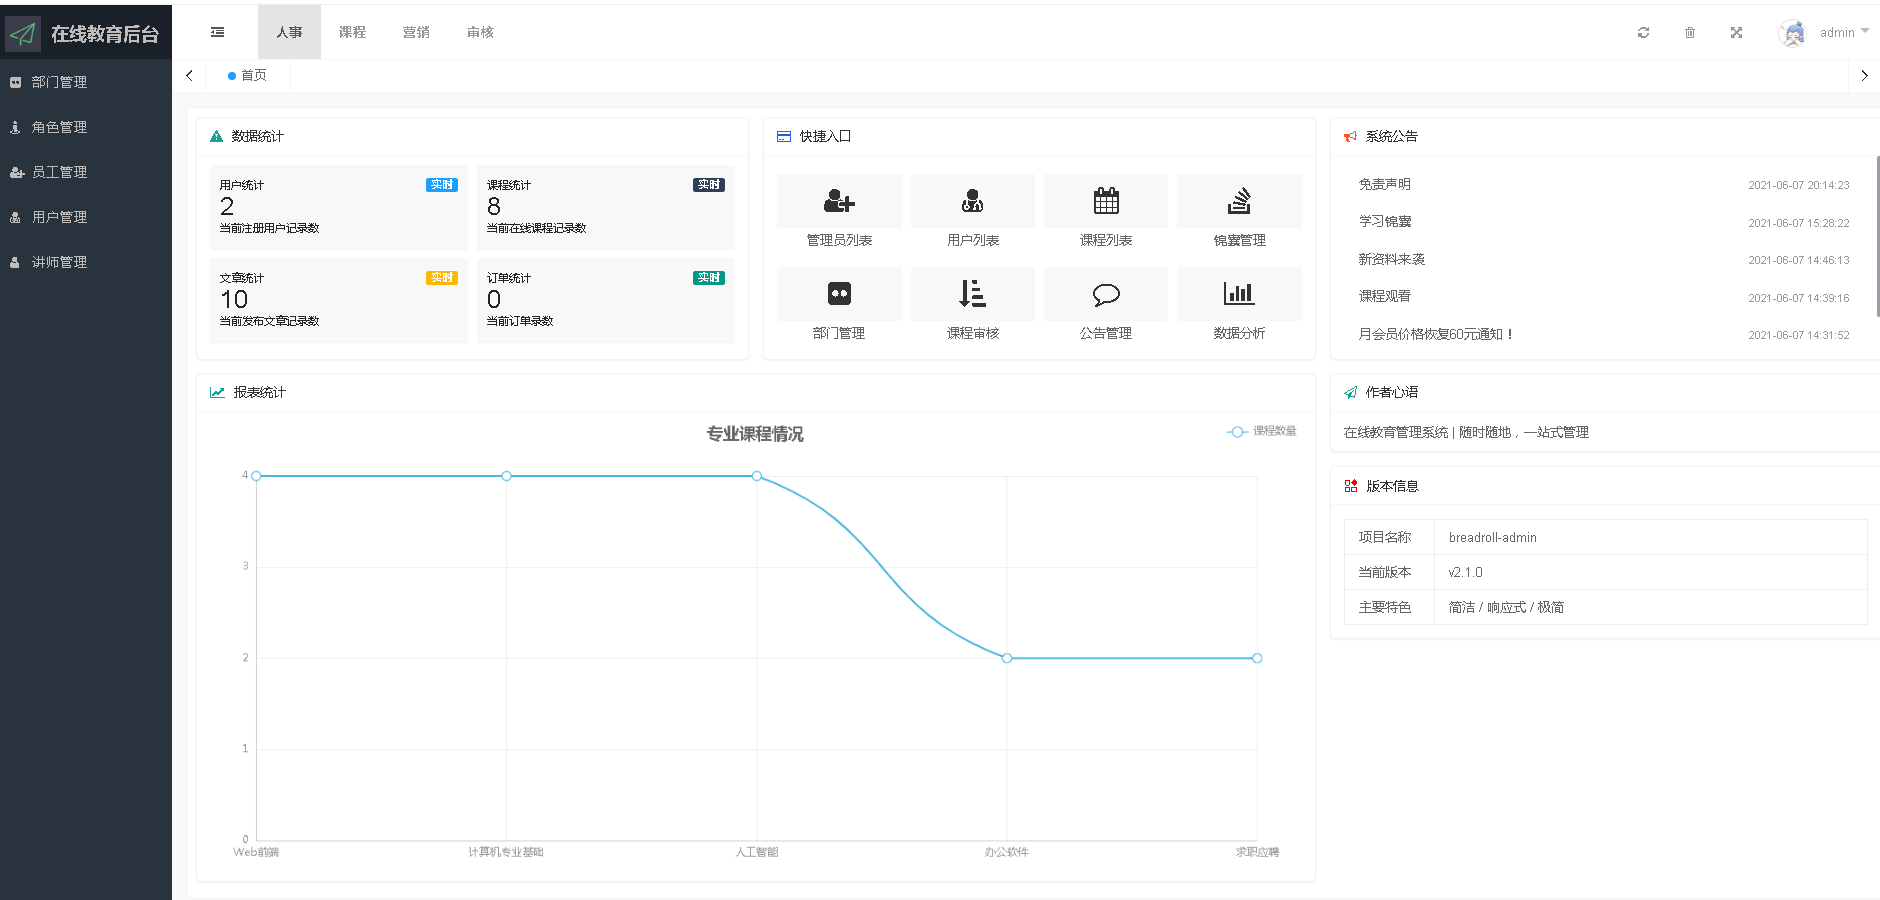 在线教育后台
人事 课程 营销 审核
admin
部门管理
角色管理
员工管理
用户管理
讲师管理
首页
数据统计
用户统计 实时
2
当前注册用户记录数
课程统计 实时
8
当前在线课程记录数
文章统计 实时
10
当前发布文章记录数
订单统计 实时
0
当前订单录数
快捷入口
管理员列表 用户列表 课程列表 锦囊管理
部门管理 课程审核 公告管理 数据分析
系统公告
免责声明 2021-06-07 20:14:23
学习锦囊 2021-06-07 15:28:22
新资料来袭 2021-06-07 14:46:13
课程观看 2021-06-07 14:39:16
月会员价格恢复60元通知！ 2021-06-07 14:31:52
报表统计
专业课程情况
课程数量
4
3
2
1
0
Web前端 计算机专业基础 人工智能 办公软件 求职应聘
作者心语
在线教育管理系统 | 随时随地，一站式管理
版本信息
项目名称 breadroll-admin
当前版本 v2.1.0
主要特色 简洁 / 响应式 / 极简